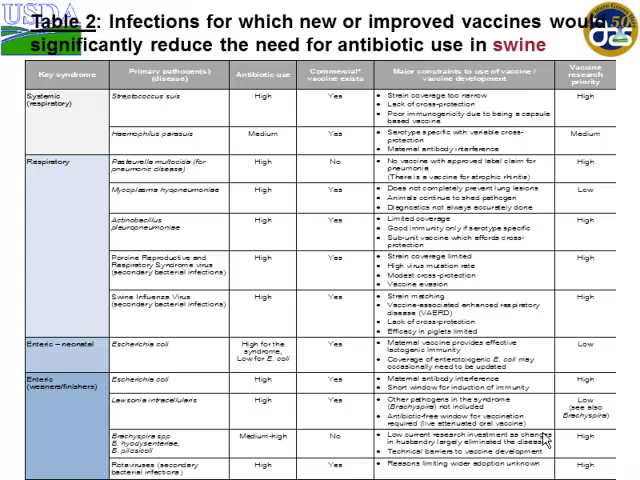 USDA
Table 2: Infections for which new or improved vaccines would
significantly reduce the need for antibiotic use in swine
50
Key syndrome
Primary pathogen(s)
(disease)
Antibiotic use
Commercial*
vaccine exists
Major constraints to use of vaccine /
vaccine development
Vaccine
research
priority
Systemic
(respiratory)
Streptococcus suis
High
Yes
• Strain coverage too narrow
• Lack of cross-protection
• Poor immunogenicity due to being a capsule
based vaccine
High
Haemophilus parasuis
Medium
Yes
• Serotype specific with variable cross-
protection
• Maternal antibody interference
Medium
Respiratory
Pasteurella multocida (for
pneumonic disease)
High
No
• No vaccine with approved label claim for
pneumonia
(There is a vaccine for atrophic rhinitis)
High
Mycoplasma hyopneumoniae
High
Yes
• Does not completely prevent lung lesions
• Animals continue to shed pathogen
• Diagnostics not always accurately done
Low
Actinobacillus
pleuropneumoniae
High
Yes
• Limited coverage
• Good immunity only if serotype specific
• Sub-unit vaccine which affords cross-
protection
High
Porcine Reproductive and
Respiratory Syndrome virus
(secondary bacterial infections)
High
Yes
• Strain coverage limited
• High virus mutation rate
• Modest cross-protection
• Vaccine evasion
High
Swine Influenza Virus
(secondary bacterial infections)
High
Yes
• Strain matching
• Vaccine-associated enhanced respiratory
disease (VAERD)
• Lack of cross-protection
• Efficacy in piglets limited
High
Enteric – neonatal
Escherichia coli
High for the
syndrome,
Low for E. coli
Yes
• Maternal vaccine provides effective
lactogenic immunity
• Coverage of enterotoxigenic E. coli may
occasionally need to be updated
Low
Enteric
(weaners/finishers)
Escherichia coli
High
Yes
• Maternal antibody interference
• Short window for induction of immunity
High
Lawsonia intracellularis
High
Yes
• Other pathogens in the syndrome
(Brachyspira) not included
• Antibiotic-free window for vaccination
required (live attenuated oral vaccine)
Low
(see also
Brachyspira)
Brachyspira spp
B. hyodysenteriae,
B. pilosicoli
Medium-high
No
• Low current research investment as
in husbandry largely eliminated the disease
• Technical barriers to vaccine development
High
Rotaviruses (secondary
bacterial infections)
High
Yes
• Reasons limiting wider adoption unknown
High